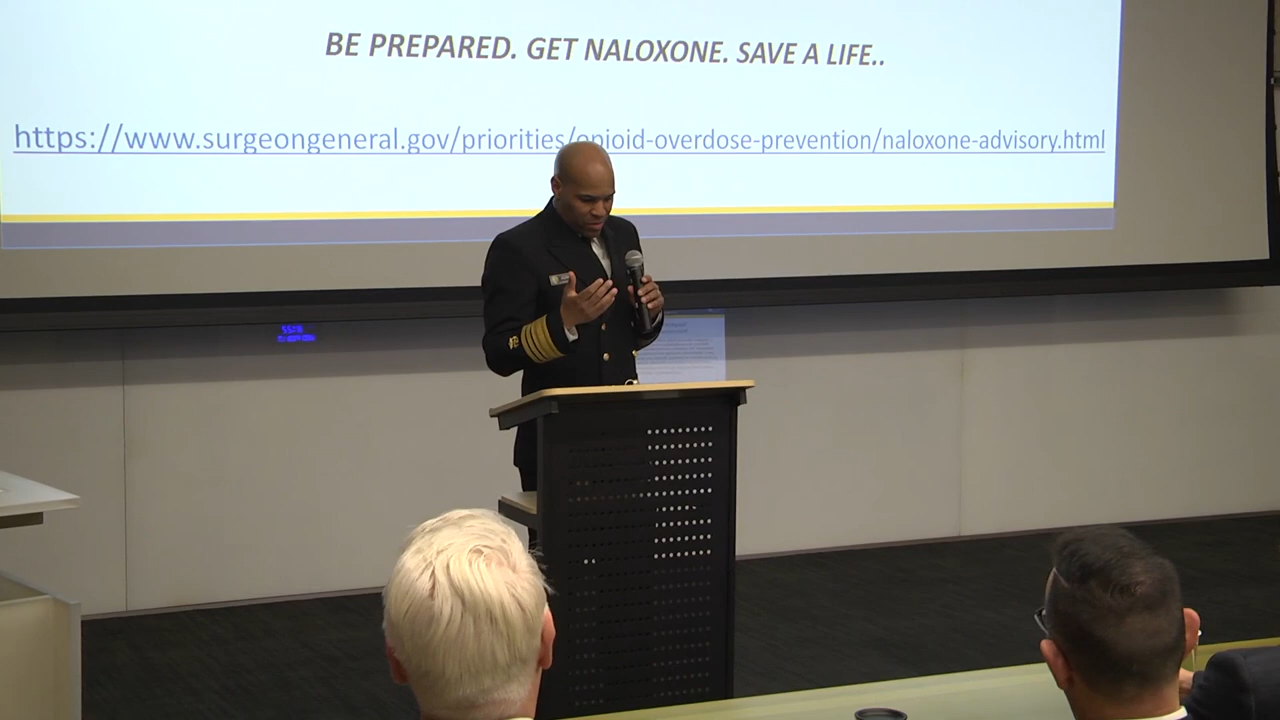 BE PREPARED. GET NALOXONE. SAVE A LIFE..
https://www.surgeongeneral.gov/priorities/opioid-overdose-prevention/naloxone-advisory.html